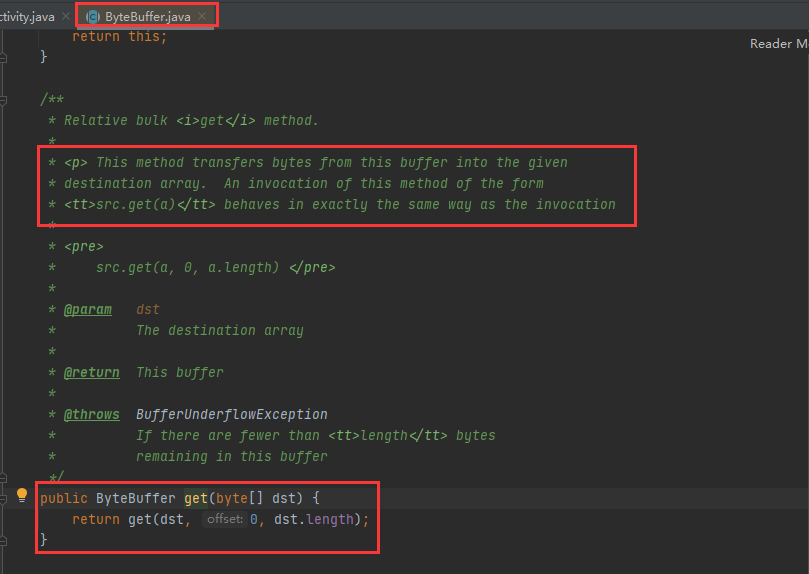 ctivity.java × ByteBuffer.java ×
return this;
Reader M
}
/**
* Relative bulk <i>get</i> method.
*
* <p> This method transfers bytes from this buffer into the given
* destination array.  An invocation of this method of the form
* <tt>src.get(a)</tt> behaves in exactly the same way as the invocation
*
* <pre>
*     src.get(a, 0, a.length) </pre>
*
* @param   dst
*          The destination array
*
* @return  This buffer
*
* @throws  BufferUnderflowException
*          If there are fewer than <tt>length</tt> bytes
*          remaining in this buffer
*/
public ByteBuffer get(byte[] dst) {
return get(dst, offset: 0, dst.length);
}